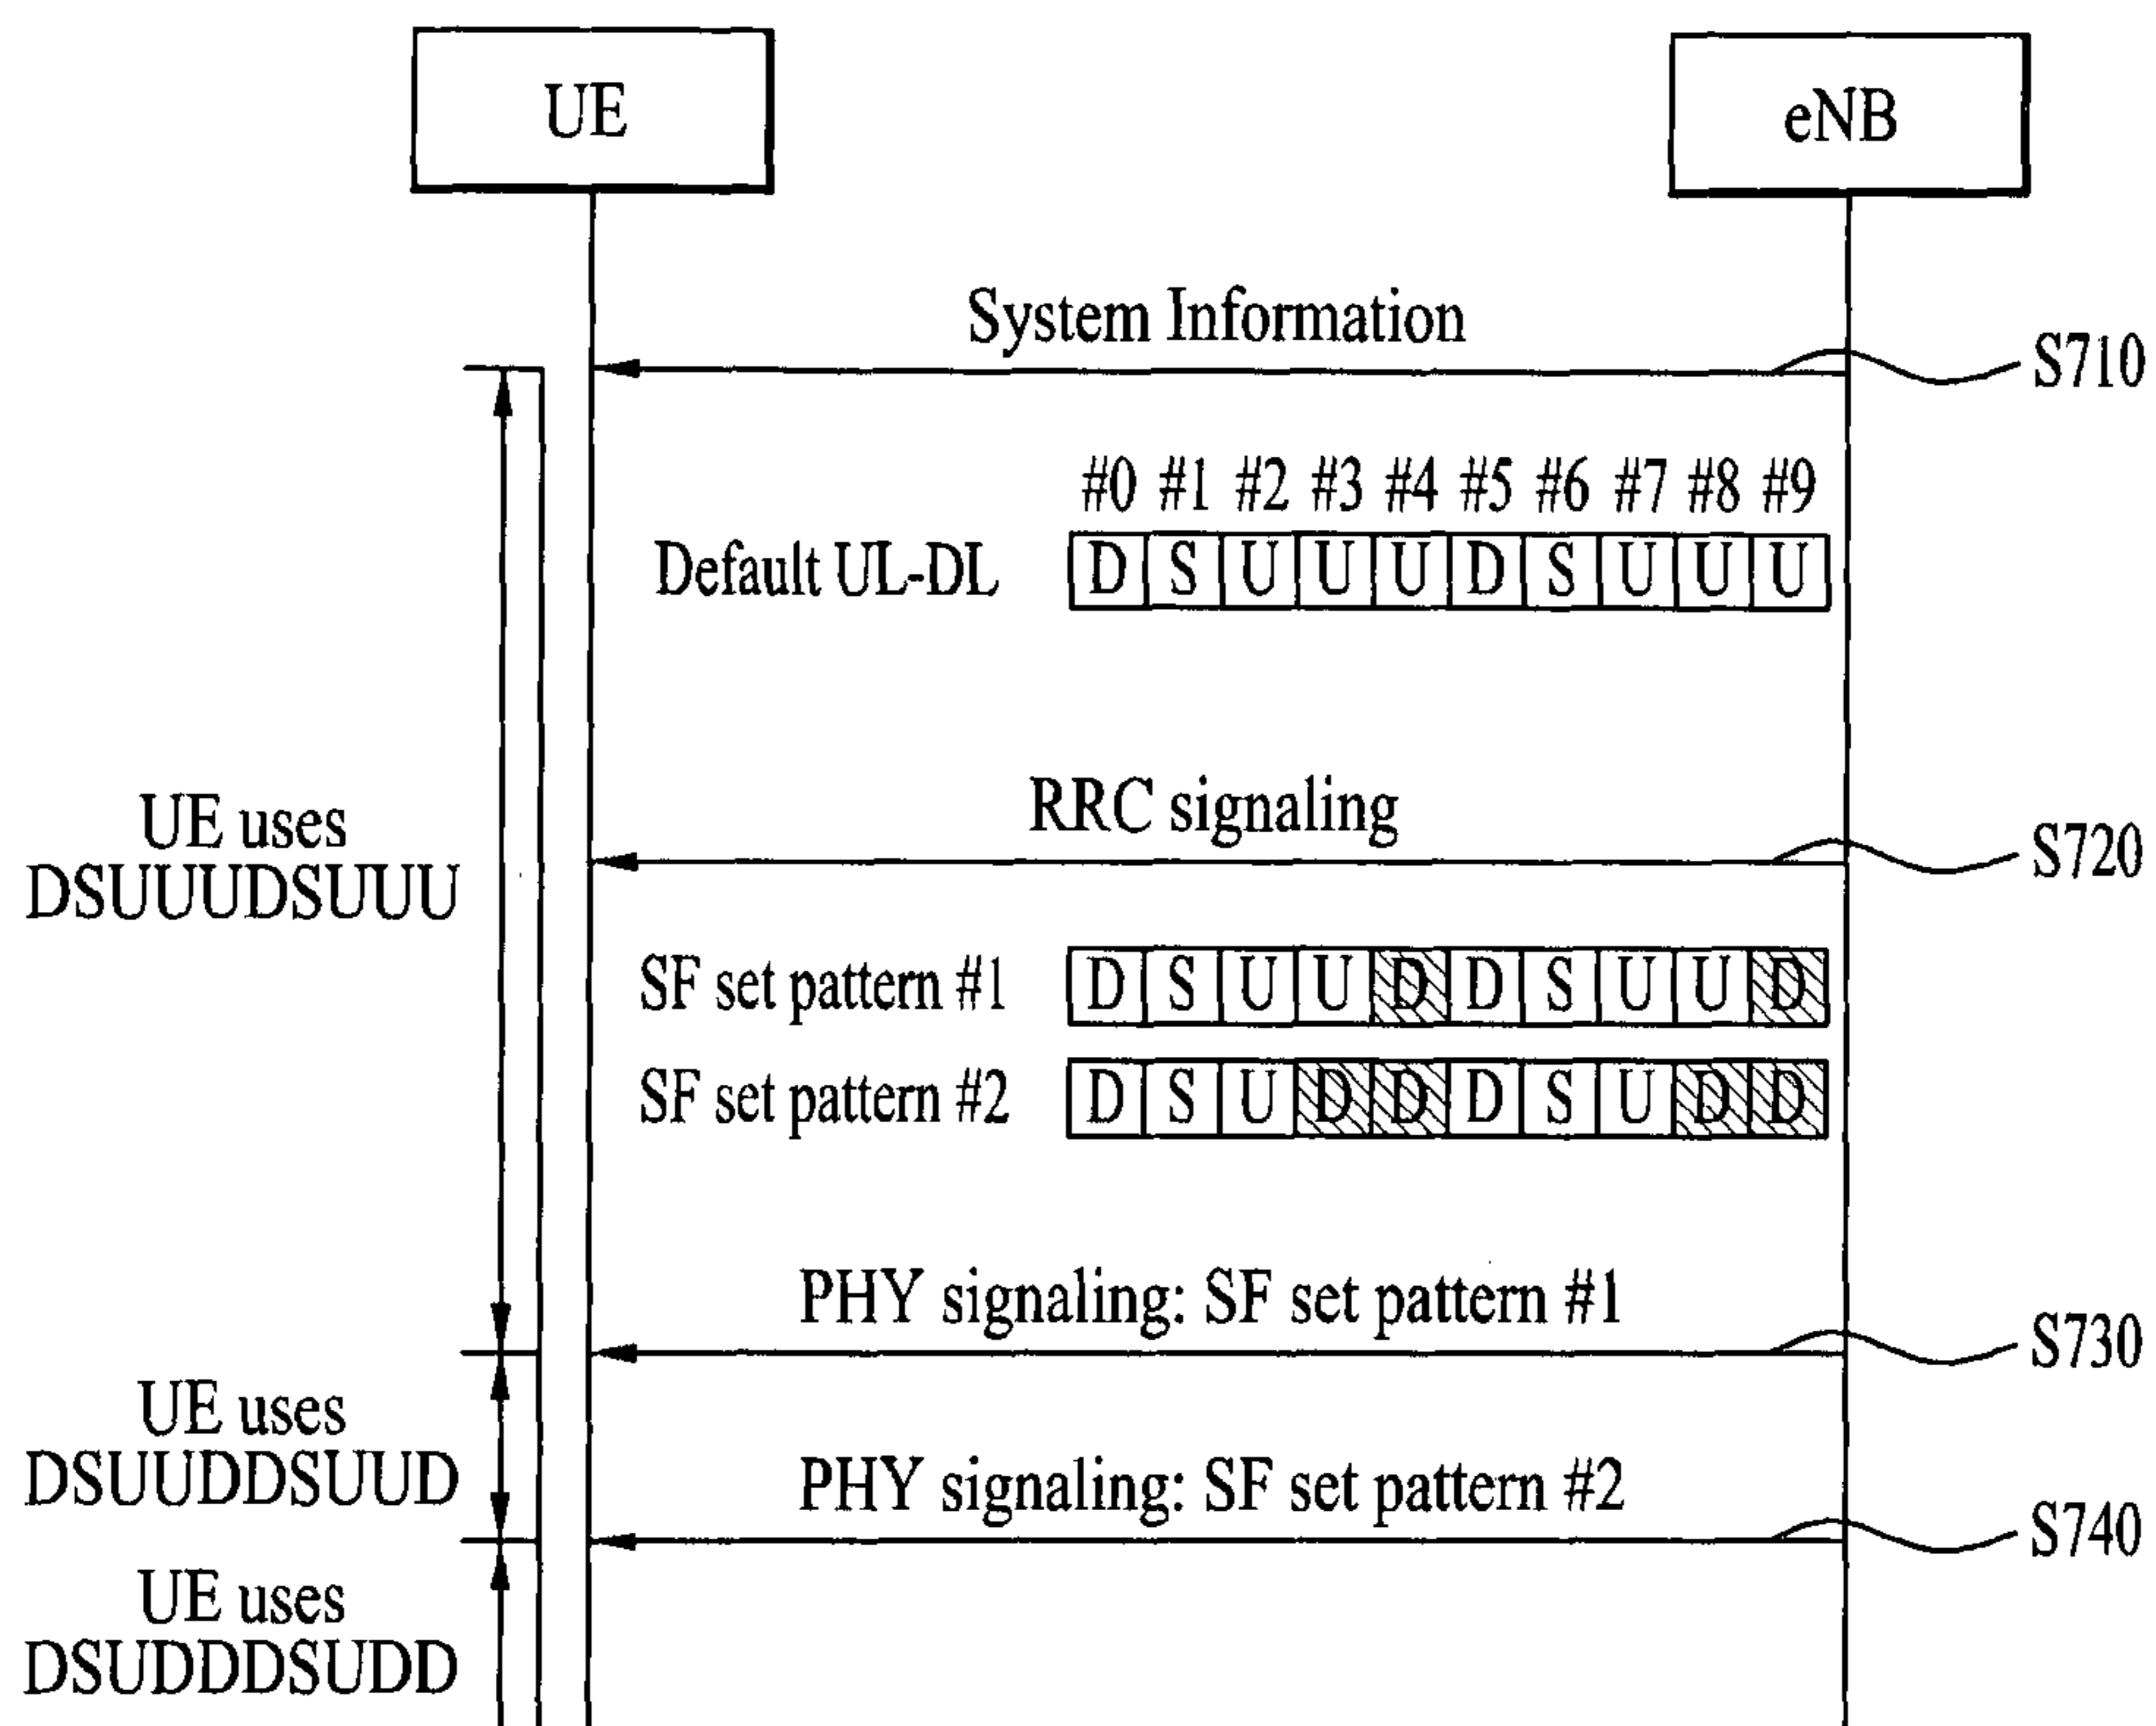 UE
eNB
System Information
S710
#0 #1 #2 #3 #4 #5 #6 #7 #8 #9
Default UL-DL
D S U U U D S U U U
UE uses
DSUUUDSUUU
RRC signaling
S720
SF set pattern #1
D S U U D D S U U D
SF set pattern #2
D S U D D D S U D D
PHY signaling: SF set pattern #1
S730
UE uses
DSUUDDSUUD
PHY signaling: SF set pattern #2
S740
UE uses
DSUDDDSUDD